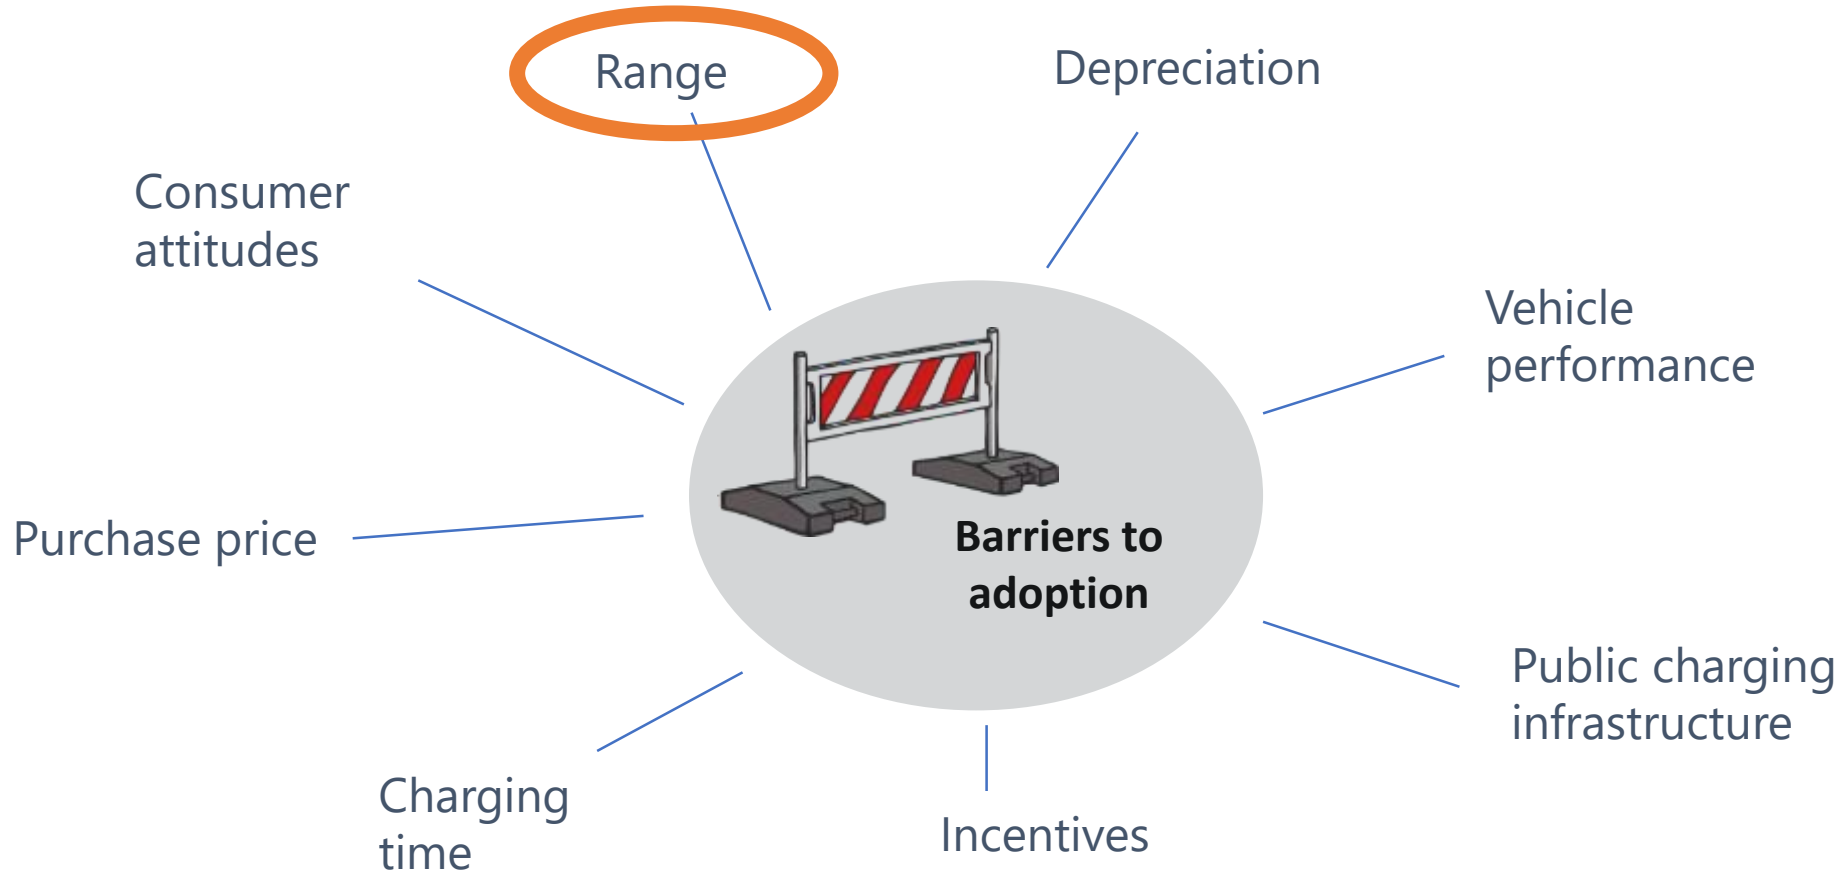 Range
Depreciation
Consumer
attitudes
Vehicle
performance
Purchase price
Barriers to
adoption
Public charging
infrastructure
Charging
time
Incentives